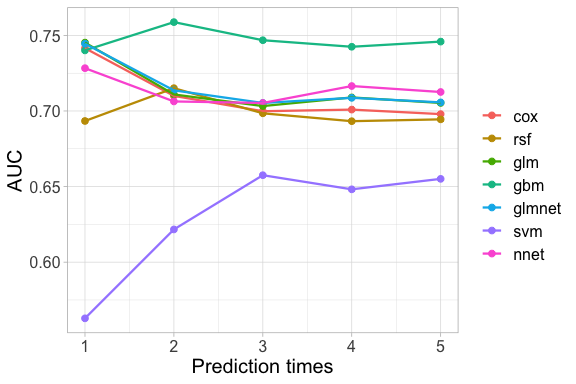 AUC
0.75
0.70
0.65
0.60
1 2 3 4 5
Prediction times
cox
rsf
glm
gbm
glmnet
svm
nnet